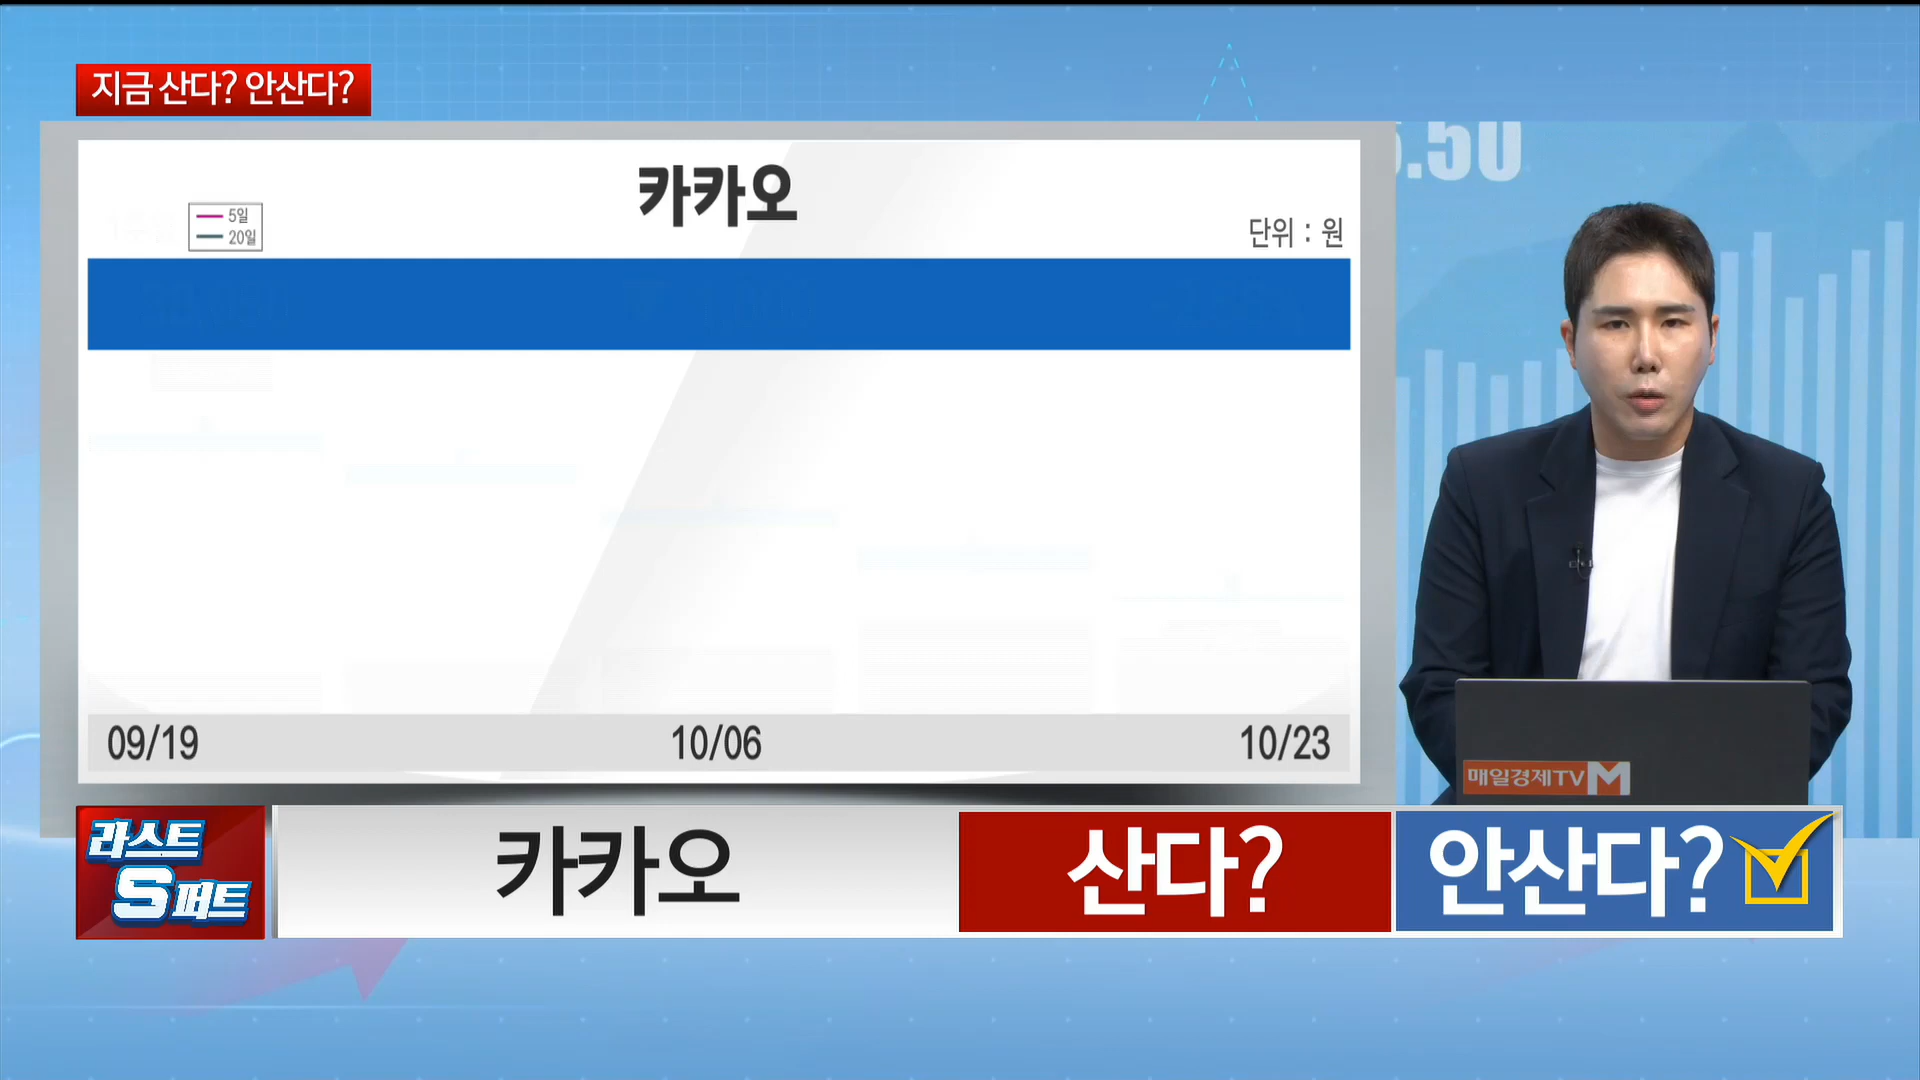 지금 산다? 안산다?
카카오
5일
20일
단위 : 원
.50
09/19
10/06
10/23
매일경제TV M
라스트
S퍼트
카카오
산다?
안산다?